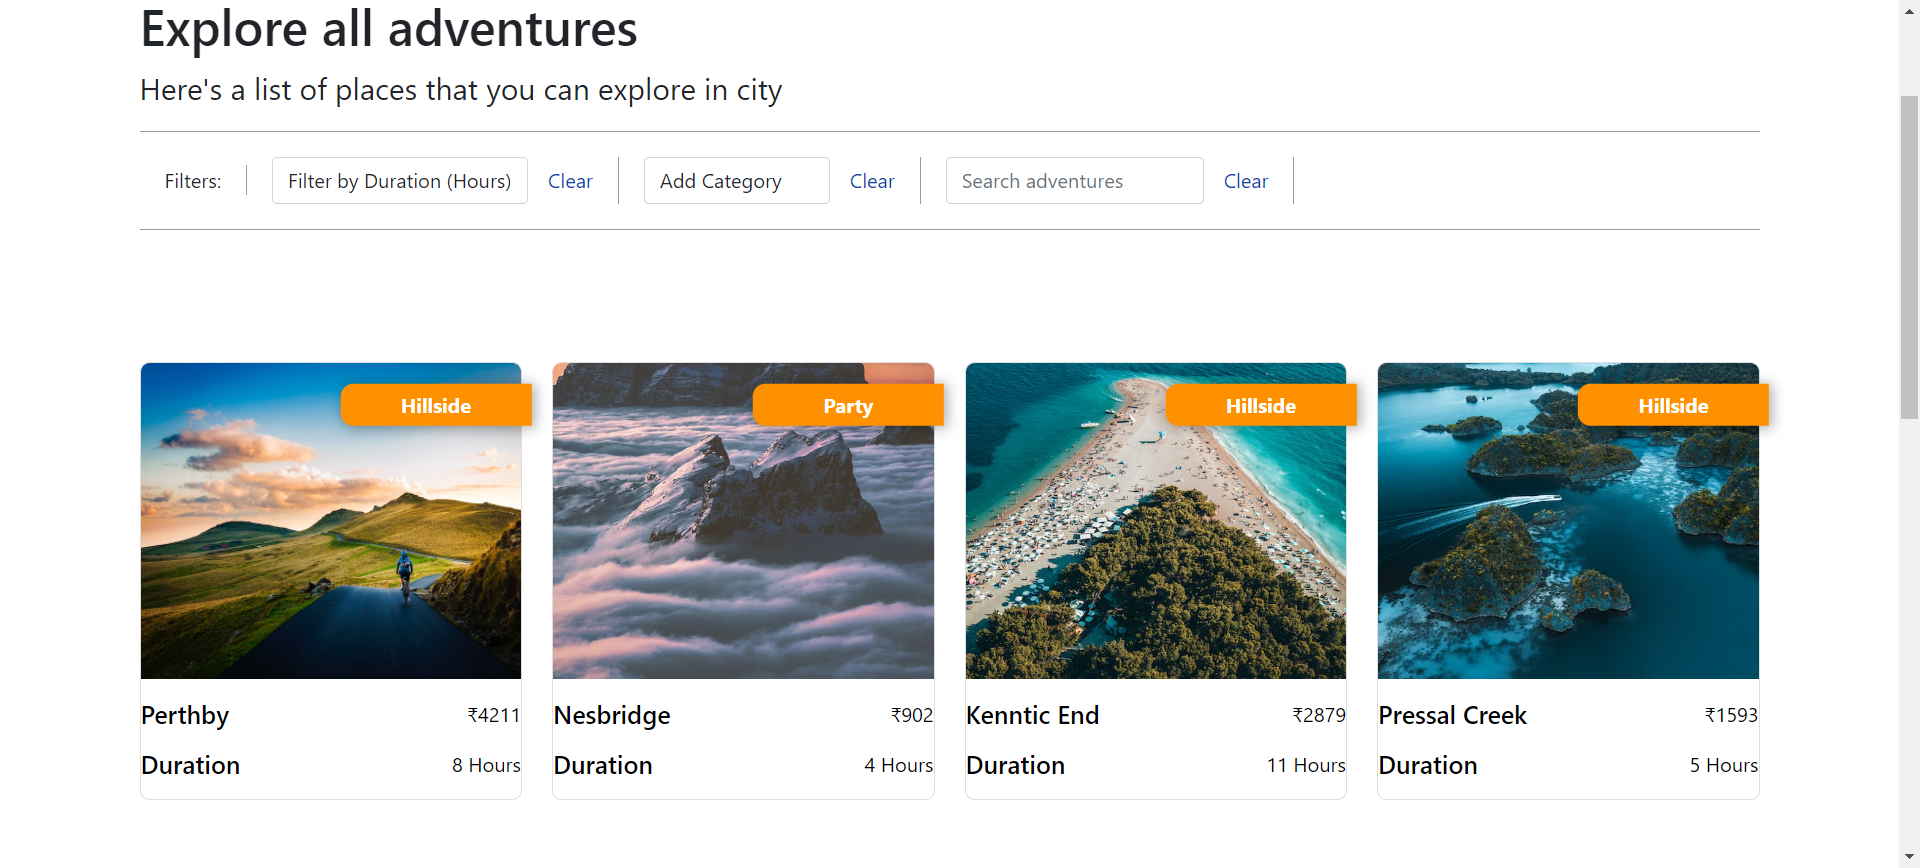 Explore all adventures
Here's a list of places that you can explore in city
Filters: Filter by Duration (Hours) Clear Add Category Clear Search adventures Clear
Hillside Party Hillside Hillside
Perthby ₹4211 Nesbridge ₹902 Kenntic End ₹2879 Pressal Creek ₹1593
Duration 8 Hours Duration 4 Hours Duration 11 Hours Duration 5 Hours